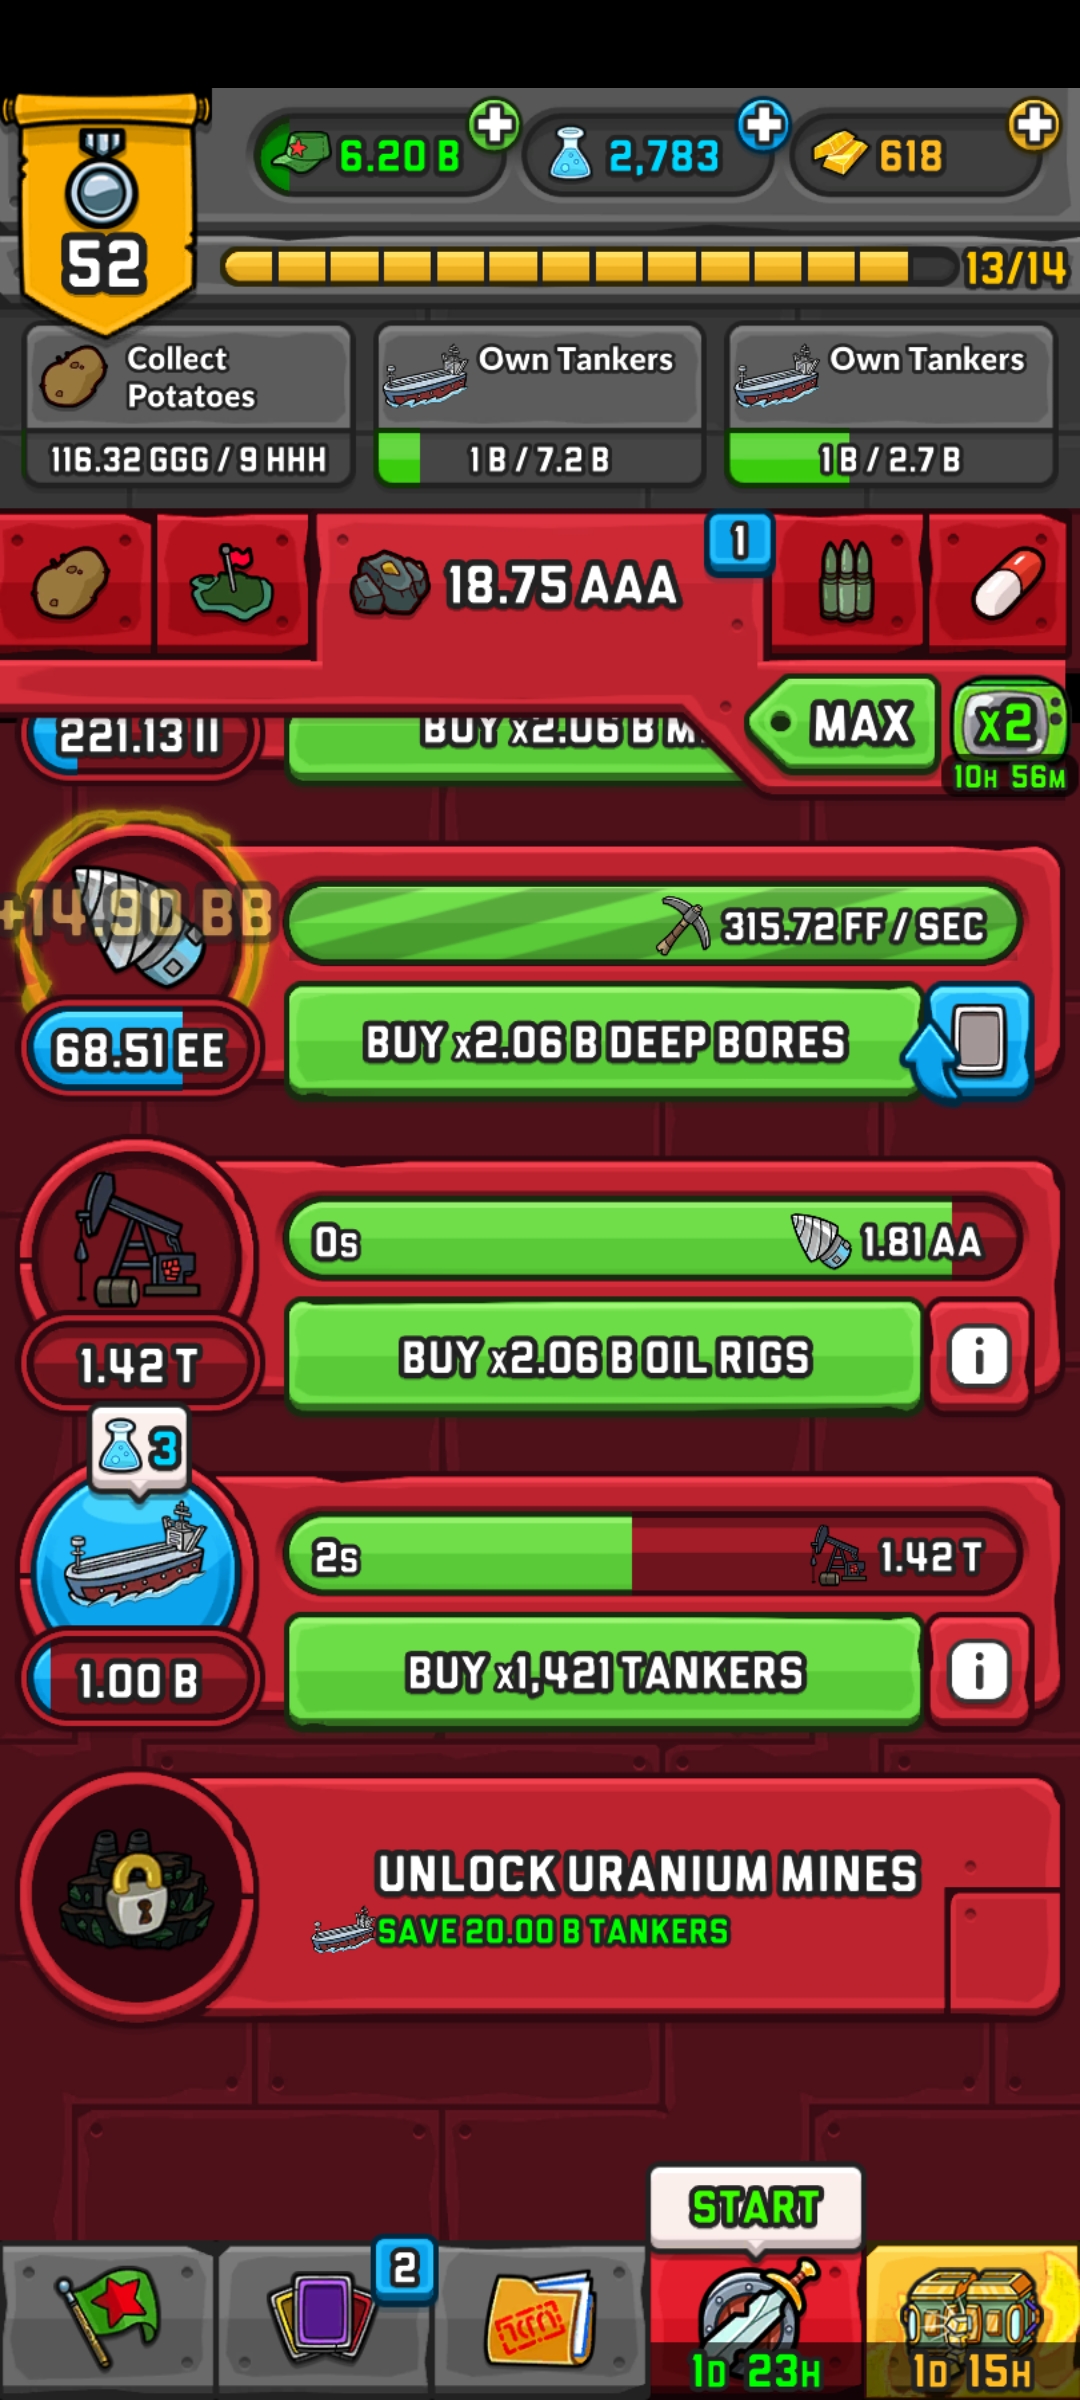 52
6.20 B
2,783
618
13/14
Collect
Potatoes
116.32 GGG / 9 HHH
Own Tankers
1 B / 7.2 B
Own Tankers
1 B / 2.7 B
18.75 AAA
1
MAX
x2
10H 56M
221.13 II
BUY x2.06 B M
+14.90 BB
315.72 FF / SEC
68.51 EE
BUY x2.06 B DEEP BORES
0s
1.81 AA
1.42 T
BUY x2.06 B OIL RIGS
i
3
2s
1.42 T
1.00 B
BUY x1,421 TANKERS
i
UNLOCK URANIUM MINES
SAVE 20.00 B TANKERS
START
2
1D 23H
1D 15H